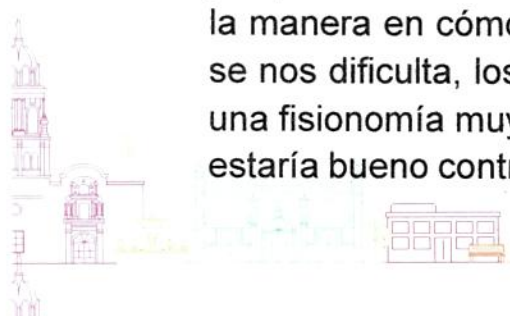 la manera en cómo
se nos dificulta, los
una fisionomía muy
estaría bueno contr